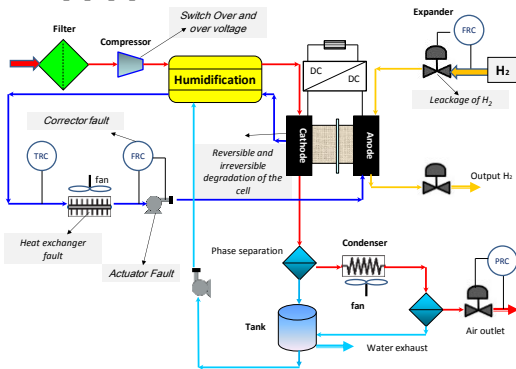 Switch Over and
over voltage
Expander
Filter
Compressor
FRC
DC
DC
H₂
Humidification
Leackage of H₂
Corrector fault
Cathode
Anode
TRC
FRC
Reversible and
irreversible
degradation of the
cell
Output H₂
fan
Heat exchanger
fault
Actuator Fault
Phase separation
Condenser
PRC
fan
Tank
Air outlet
Water exhaust